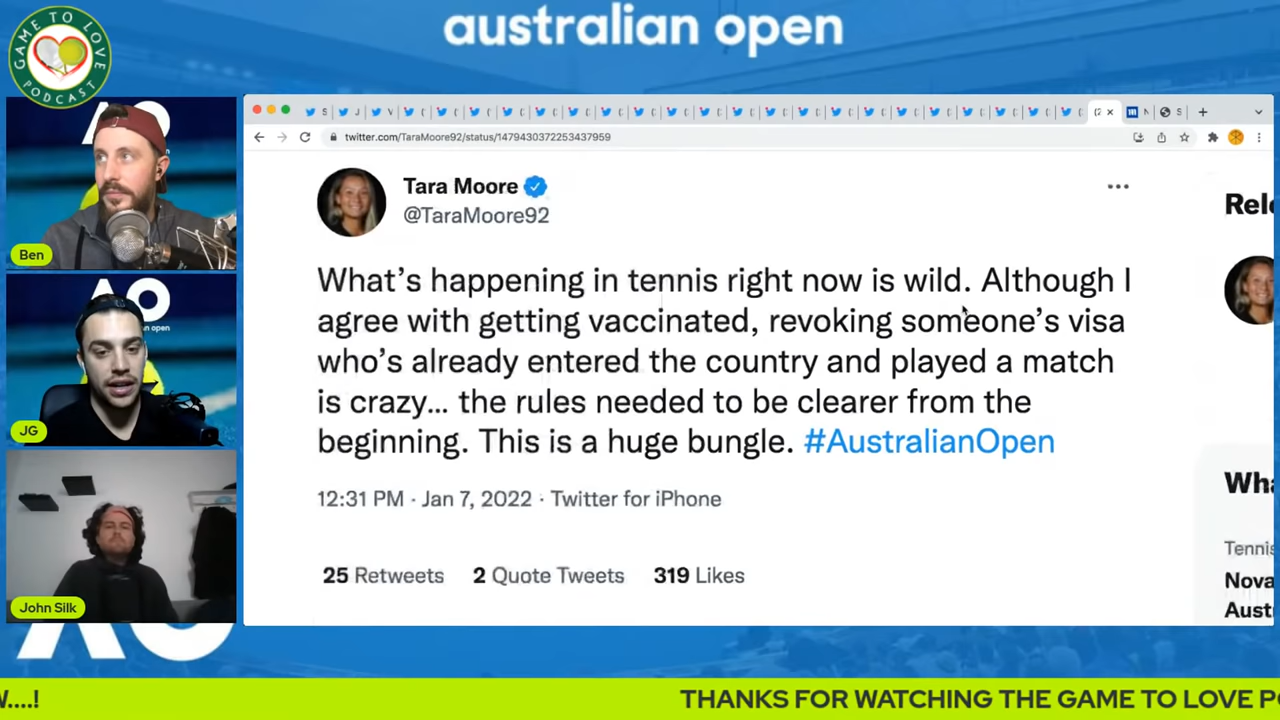 australian open
GAME TO LOVE
PODCAST
twitter.com/TaraMoore92/status/1479430372253437959
Ben
JG
John Silk
Tara Moore
@TaraMoore92
What's happening in tennis right now is wild. Although I
agree with getting vaccinated, revoking someone's visa
who's already entered the country and played a match
is crazy... the rules needed to be clearer from the
beginning. This is a huge bungle. #AustralianOpen
12:31 PM · Jan 7, 2022 · Twitter for iPhone
25 Retweets 2 Quote Tweets 319 Likes
Rel
Wha
Tennis
Nova
Aust
AO
W....! THANKS FOR WATCHING THE GAME TO LOVE PO